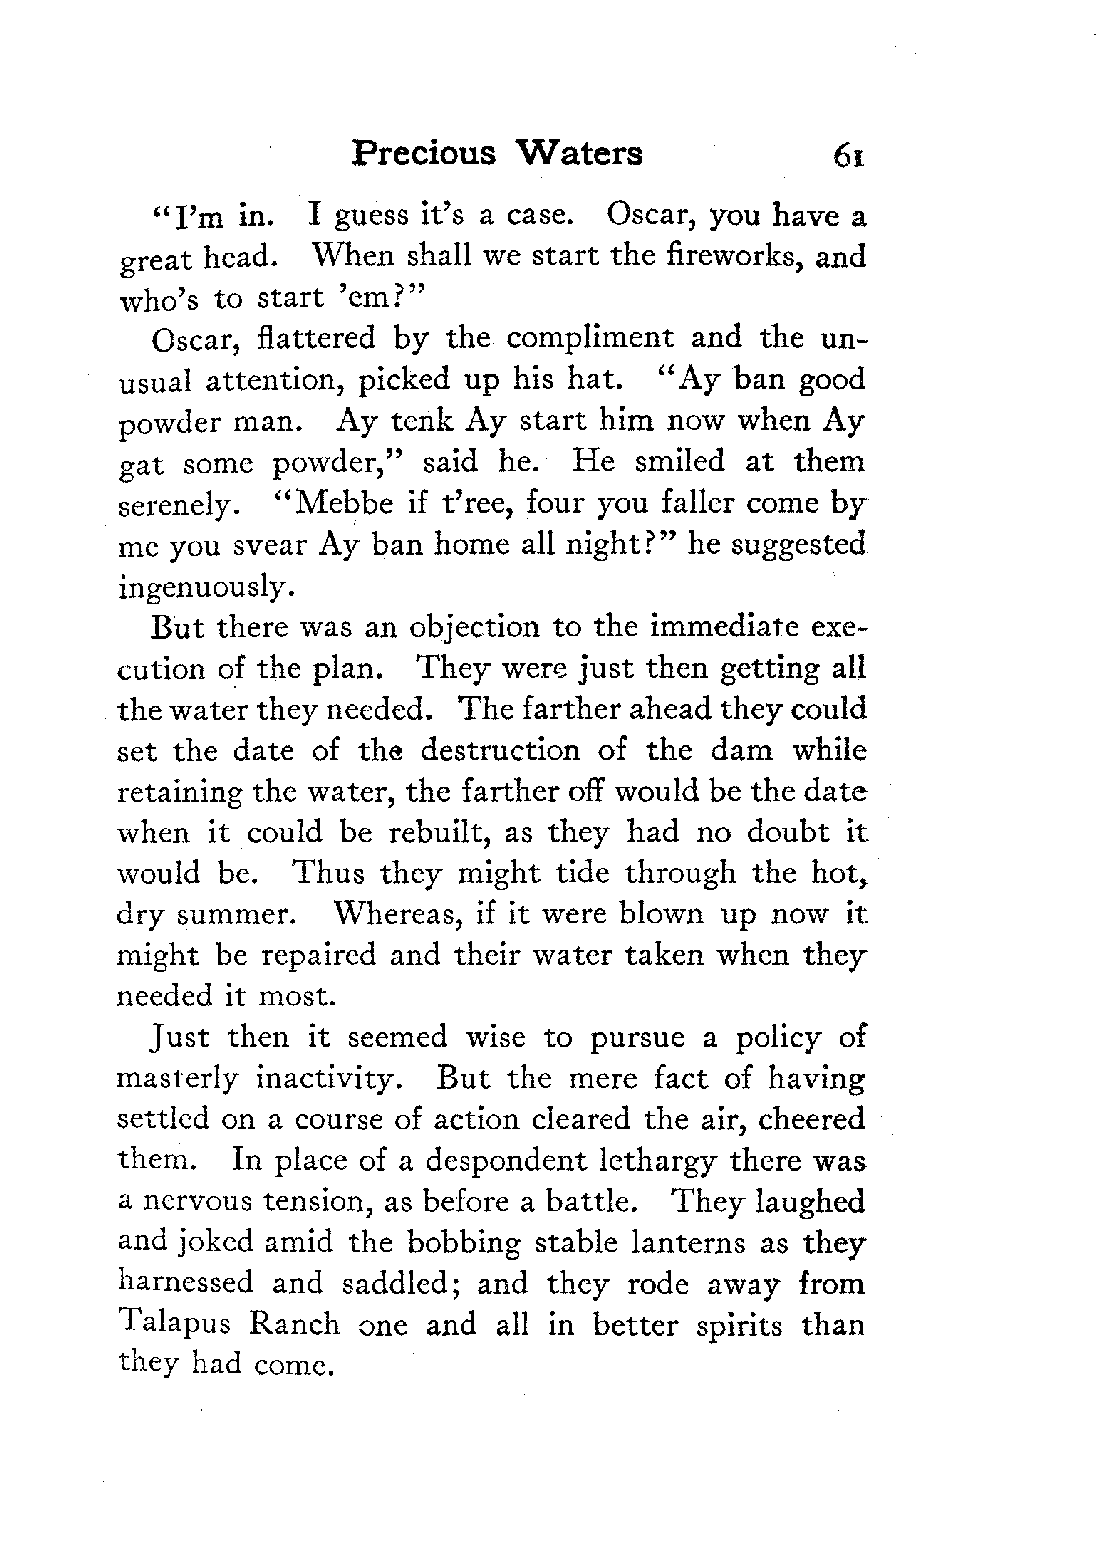 Precious Waters 61
"I'm in. I guess it's a case. Oscar, you have a
great head. When shall we start the fireworks, and
who's to start 'em?"
Oscar, flattered by the compliment and the un-
usual attention, picked up his hat. "Ay ban good
powder man. Ay tenk Ay start him now when Ay
gat some powder," said he. He smiled at them
serenely. "Mebbe if t'ree, four you faller come by
me you svear Ay ban home all night?" he suggested
ingenuously.
But there was an objection to the immediate exe-
cution of the plan. They were just then getting all
the water they needed. The farther ahead they could
set the date of the destruction of the dam while
retaining the water, the farther off would be the date
when it could be rebuilt, as they had no doubt it
would be. Thus they might tide through the hot,
dry summer. Whereas, if it were blown up now it
might be repaired and their water taken when they
needed it most.
Just then it seemed wise to pursue a policy of
masterly inactivity. But the mere fact of having
settled on a course of action cleared the air, cheered
them. In place of a despondent lethargy there was
a nervous tension, as before a battle. They laughed
and joked amid the bobbing stable lanterns as they
harnessed and saddled; and they rode away from
Talapus Ranch one and all in better spirits than
they had come.